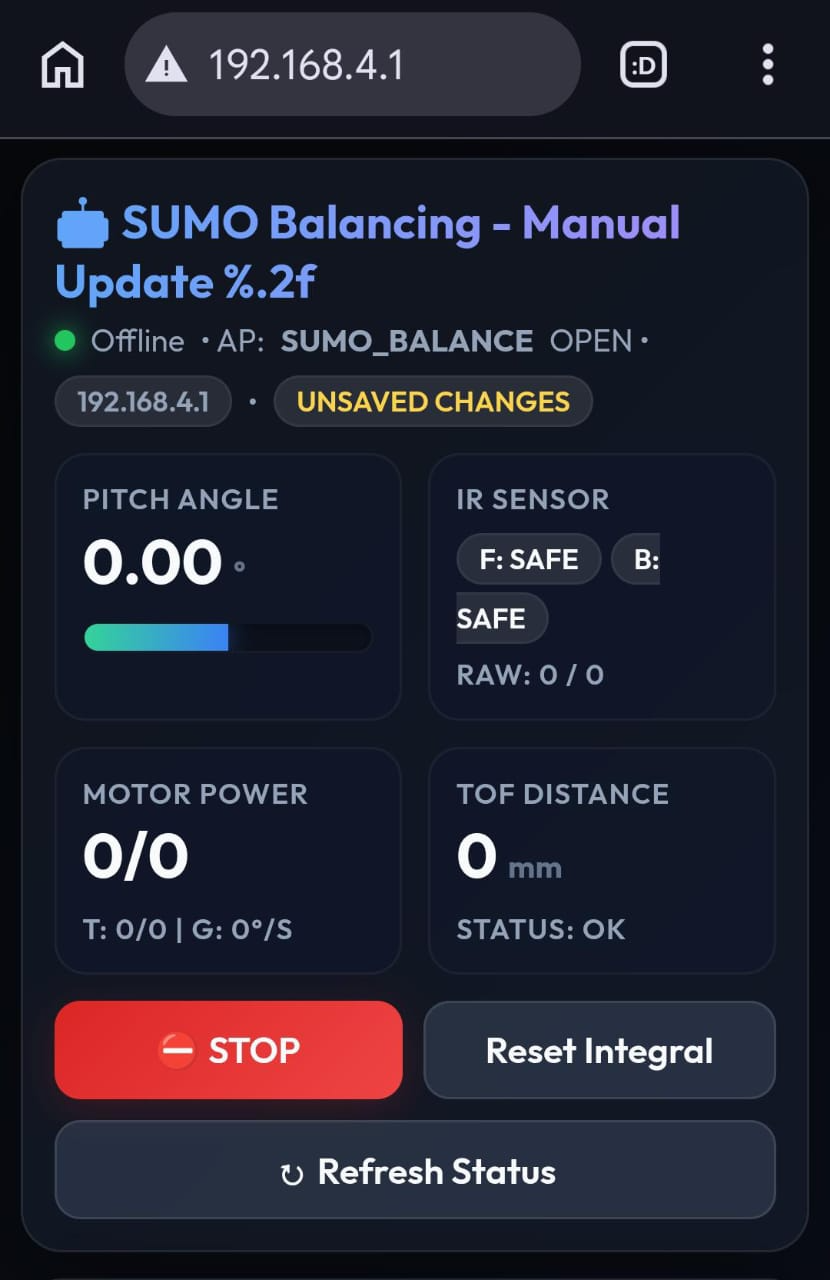 192.168.4.1
:D
SUMO Balancing - Manual
Update %.2f
Offline • AP: SUMO_BALANCE OPEN •
192.168.4.1 • UNSAVED CHANGES
PITCH ANGLE
0.00 °
IR SENSOR
F: SAFE B:
SAFE
RAW: 0 / 0
MOTOR POWER
0/0
T: 0/0 | G: 0°/S
TOF DISTANCE
0 mm
STATUS: OK
⛔ STOP
Reset Integral
↻ Refresh Status